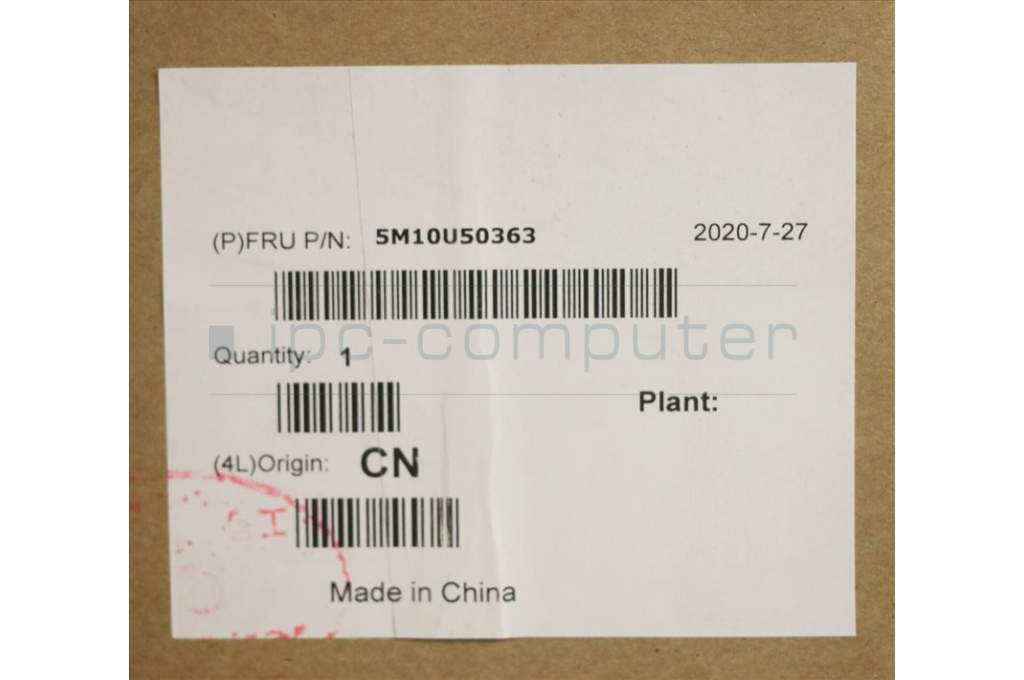 (P)FRU P/N: 5M10U50363 2020-7-27
ipc-computer
Quantity: 1
Plant:
(4L)Origin: CN
Made in China